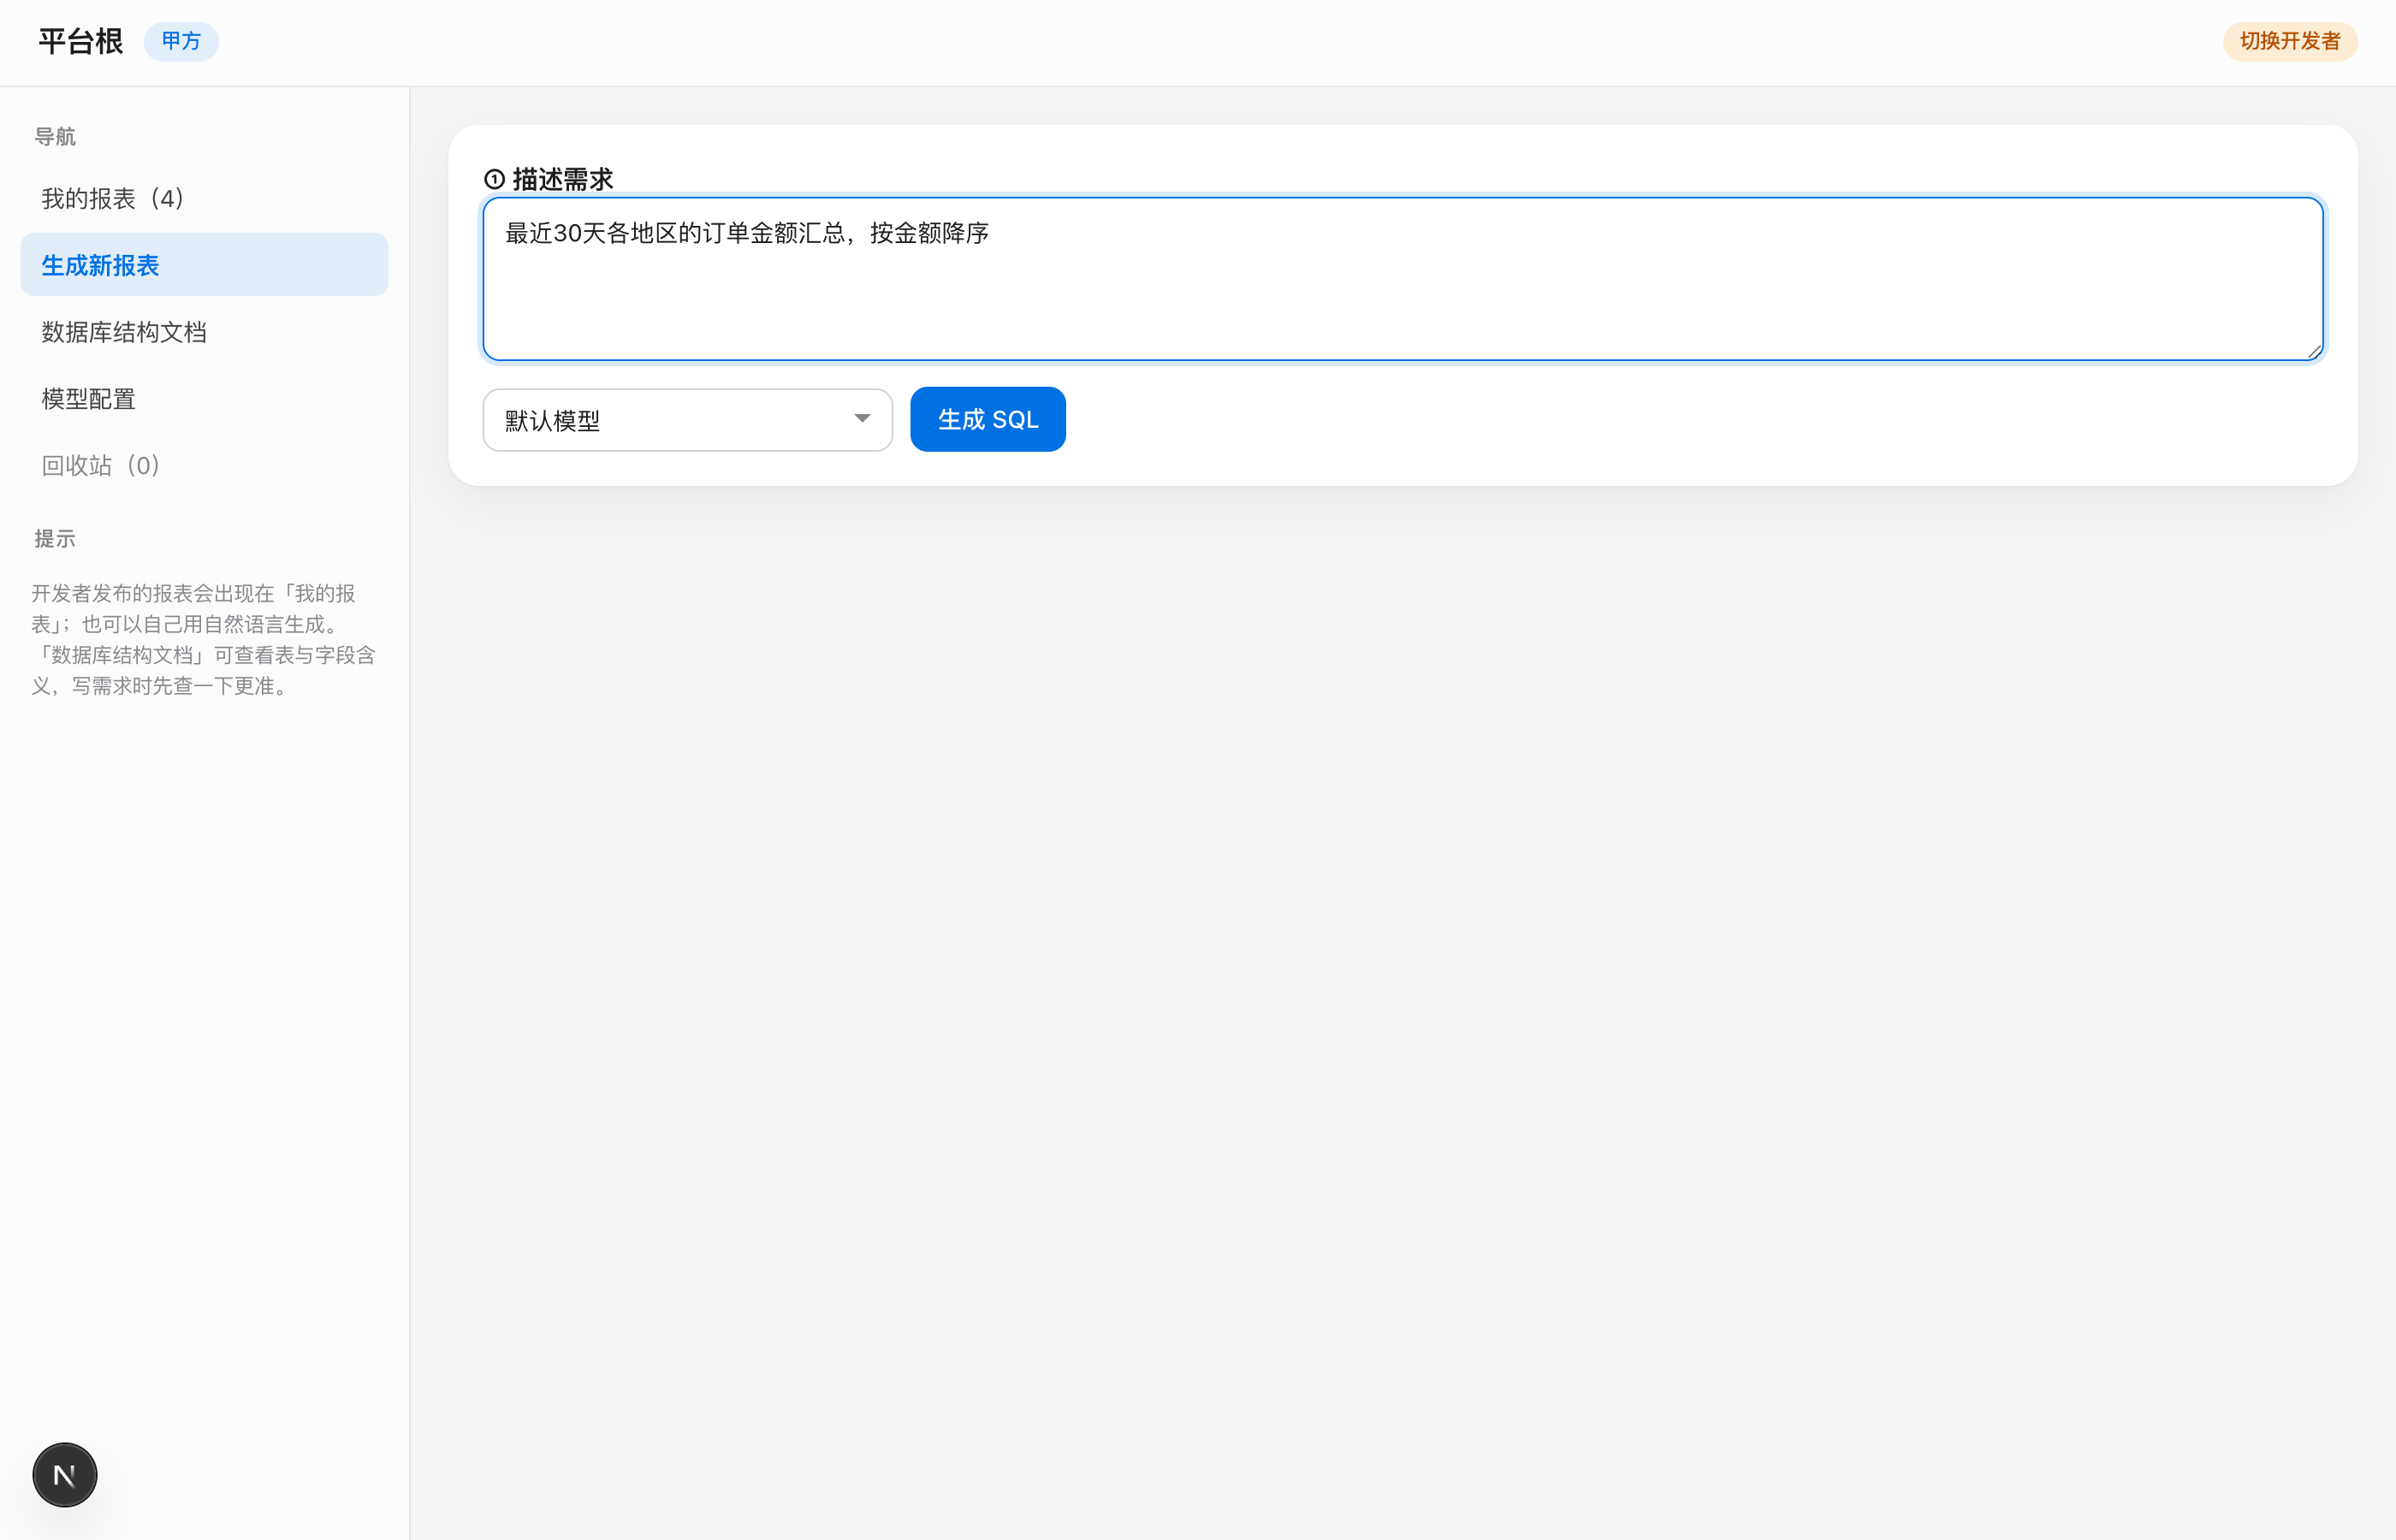 平台根
甲方
切换开发者
导航
我的报表（4）
生成新报表
数据库结构文档
模型配置
回收站（0）
提示
开发者发布的报表会出现在「我的报
表」；也可以自己用自然语言生成。
「数据库结构文档」可查看表与字段含
义，写需求时先查一下更准。
① 描述需求
最近30天各地区的订单金额汇总，按金额降序
默认模型
生成 SQL
N